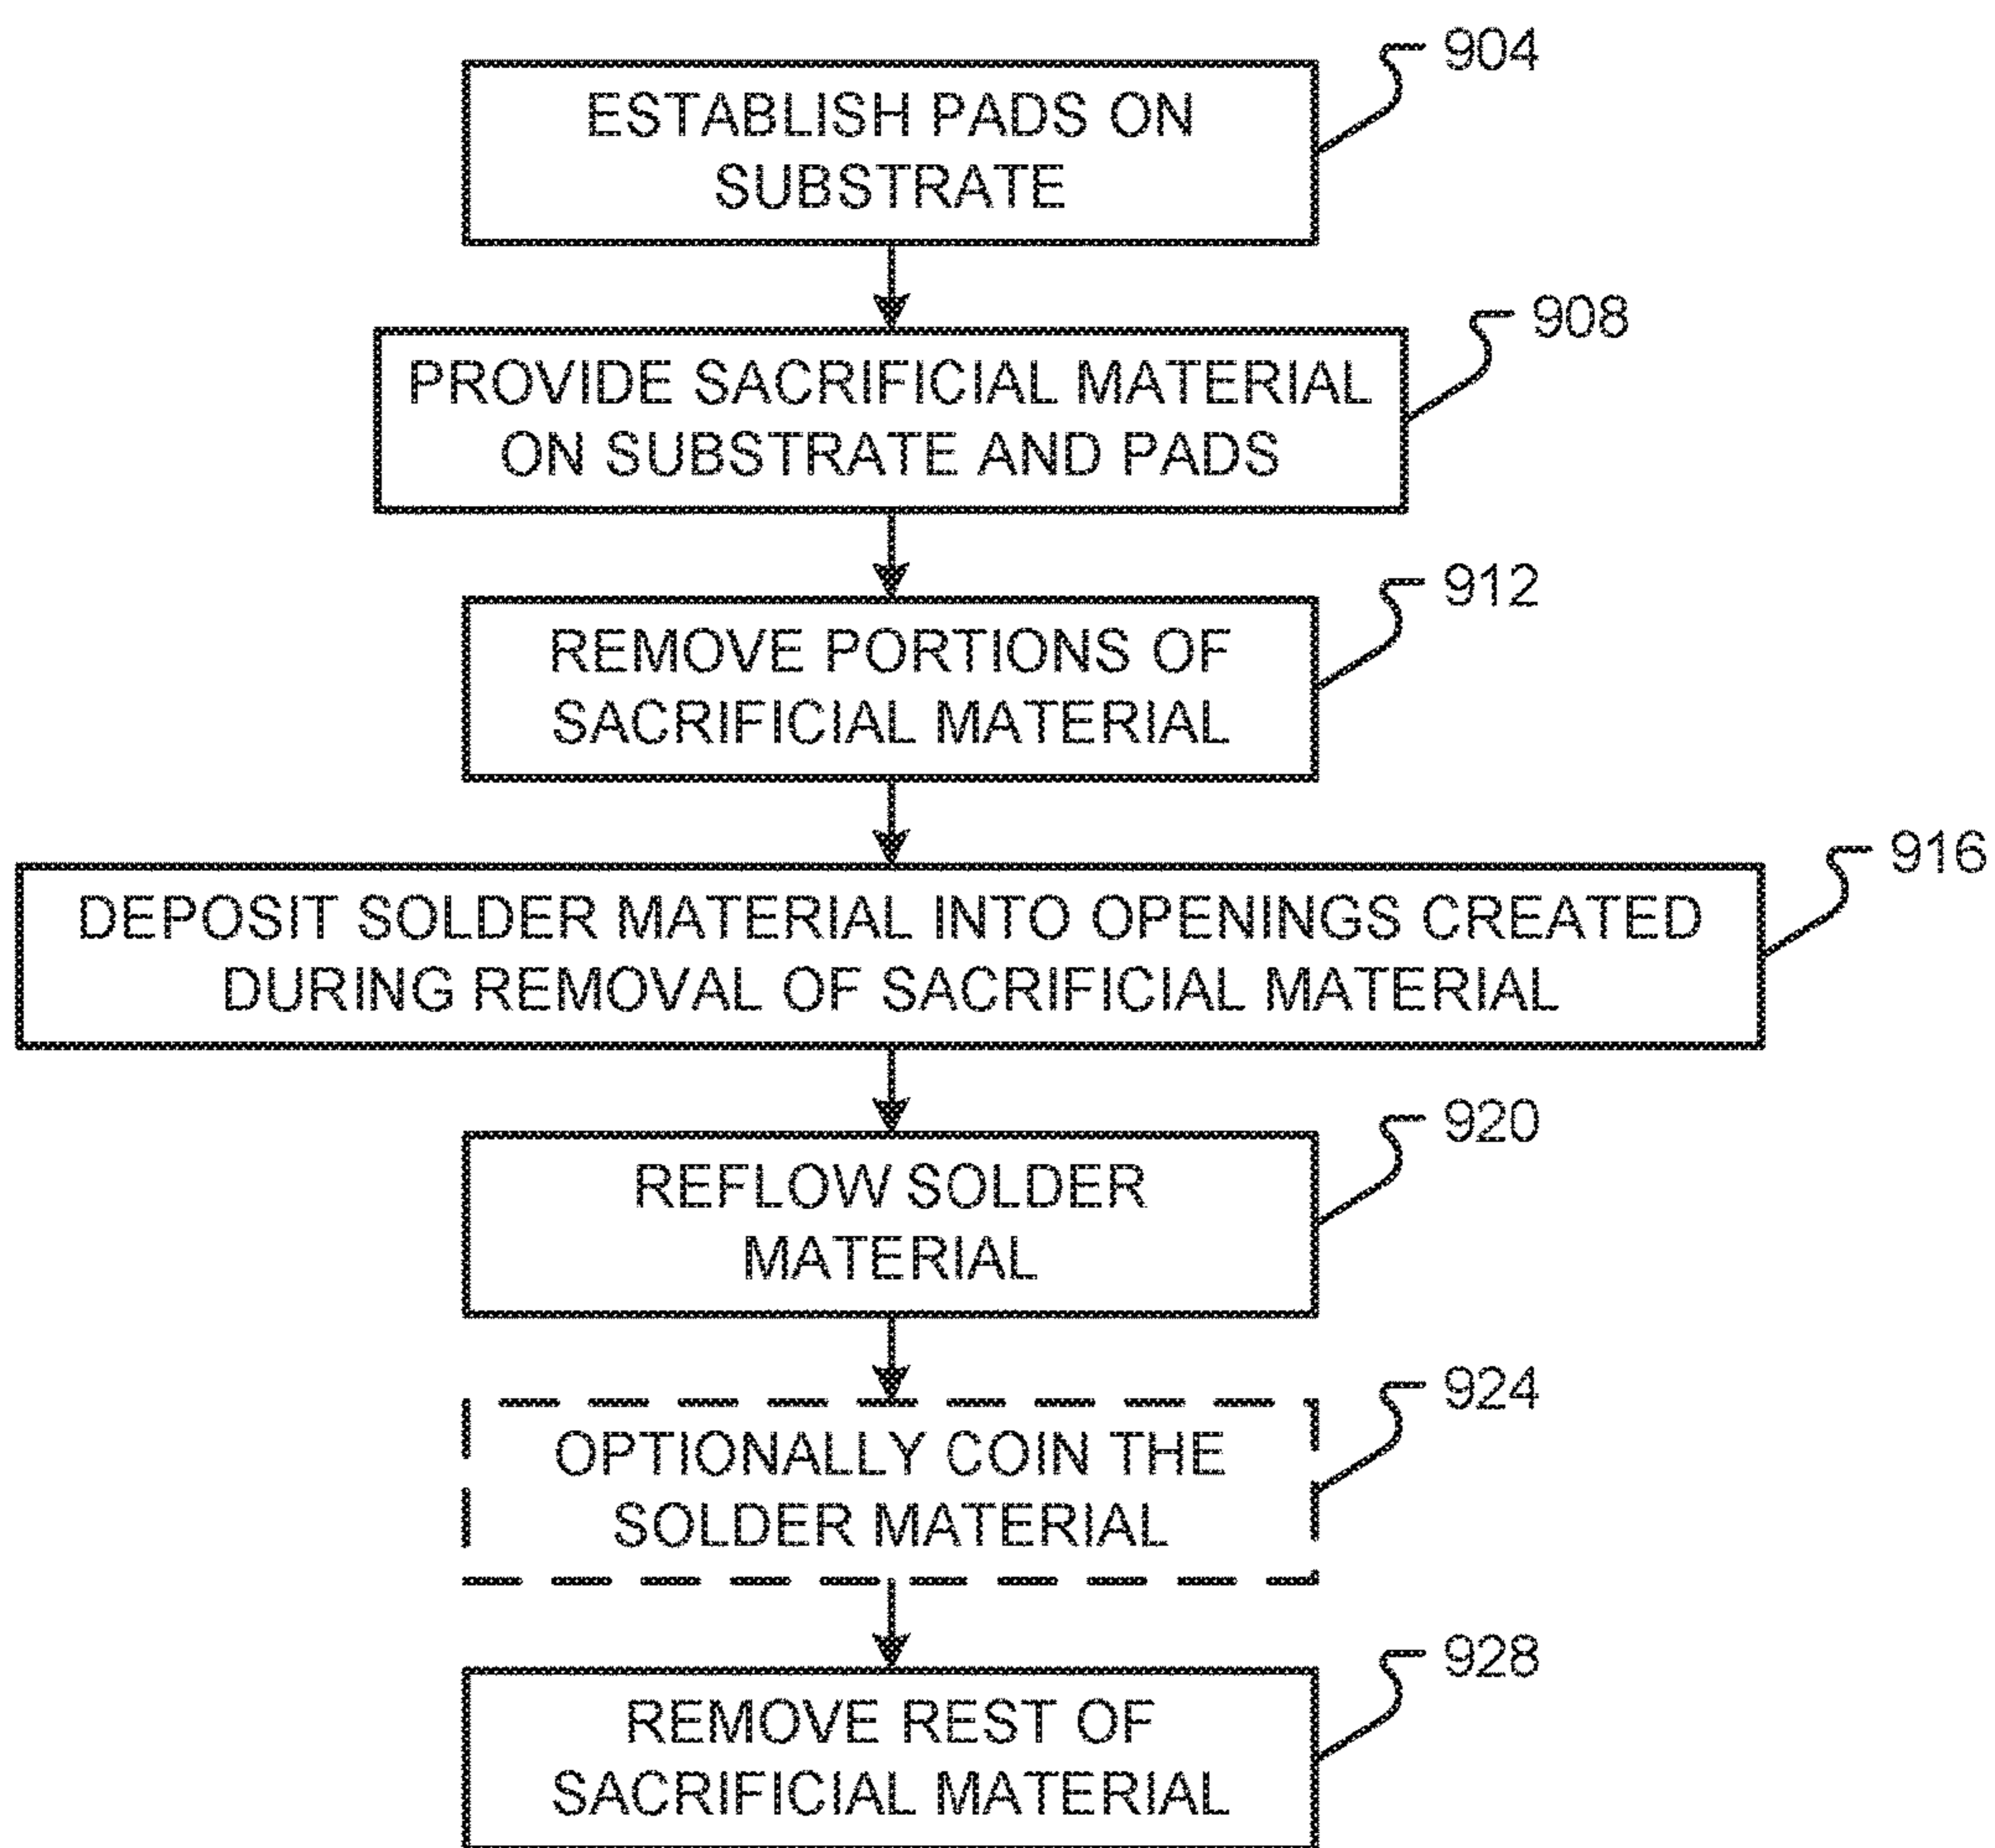 904
ESTABLISH PADS ON
SUBSTRATE
908
PROVIDE SACRIFICIAL MATERIAL
ON SUBSTRATE AND PADS
912
REMOVE PORTIONS OF
SACRIFICIAL MATERIAL
916
DEPOSIT SOLDER MATERIAL INTO OPENINGS CREATED
DURING REMOVAL OF SACRIFICIAL MATERIAL
920
REFLOW SOLDER
MATERIAL
924
OPTIONALLY COIN THE
SOLDER MATERIAL
928
REMOVE REST OF
SACRIFICIAL MATERIAL